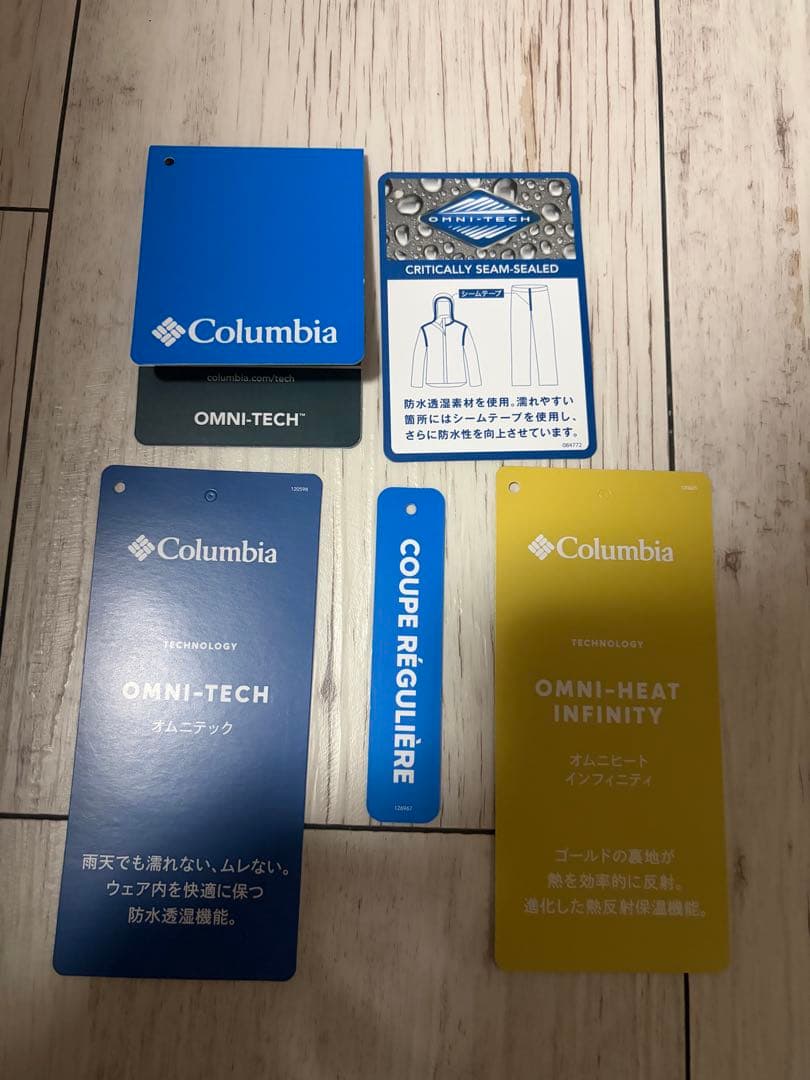 Columbia
columbia.com/tech
OMNI-TECH™
OMNI-TECH
CRITICALLY SEAM-SEALED
シームテープ
防水透湿素材を使用。濡れやすい
箇所にはシームテープを使用し、
さらに防水性を向上させています。
084772
120598
Columbia
TECHNOLOGY
OMNI-TECH
オムニテック
雨天でも濡れない、ムレない。
ウェア内を快適に保つ
防水透湿機能。
COUPE RÉGULIÈRE
126967
Columbia
TECHNOLOGY
OMNI-HEAT
INFINITY
オムニヒート
インフィニティ
ゴールドの裏地が
熱を効率的に反射。
進化した熱反射保温機能。